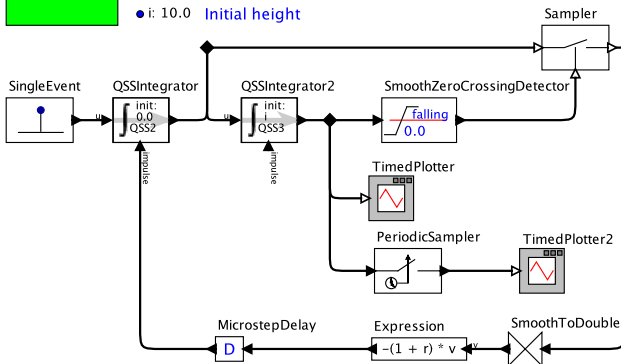 i: 10.0 Initial height
Sampler
SingleEvent
QSSIntegrator
QSSIntegrator2
SmoothZeroCrossingDetector
u
init:
0.0
QSS2
u
init:
i
QSS3
falling
0.0
impulse
impulse
TimedPlotter
PeriodicSampler
TimedPlotter2
MicrostepDelay
Expression
SmoothToDouble
D
−(1 + r) * v
v